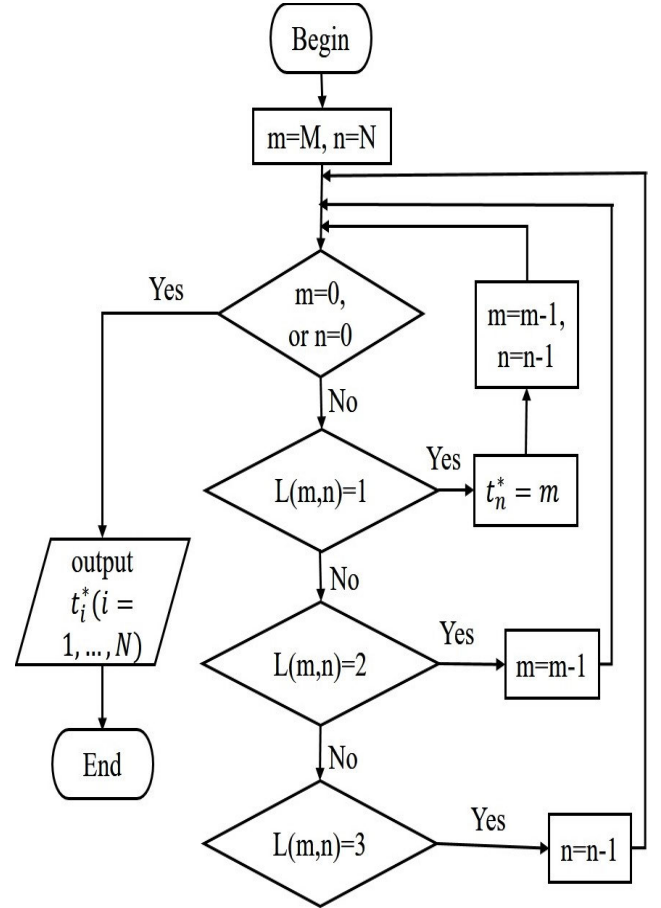 Begin
m=M, n=N
Yes
m=0,
or n=0
m=m-1,
n=n-1
No
L(m,n)=1
Yes
t*n = m
No
output
t*i (i =
1, ..., N)
L(m,n)=2
Yes
m=m-1
No
End
L(m,n)=3
Yes
n=n-1